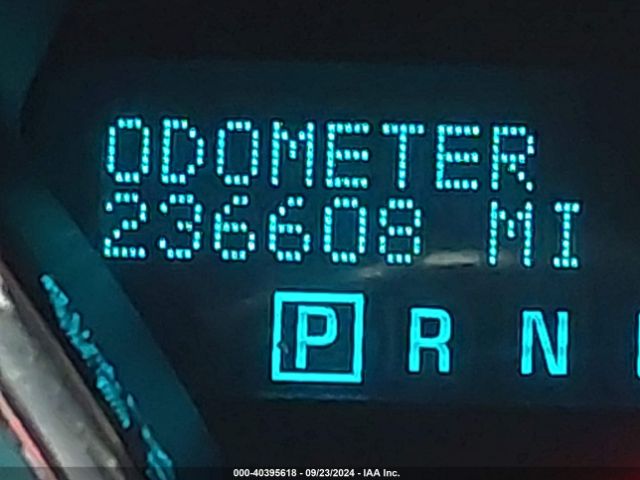 ODOMETER
236608 MI
P R N
000-40395618 - 09/23/2024 - IAA Inc.